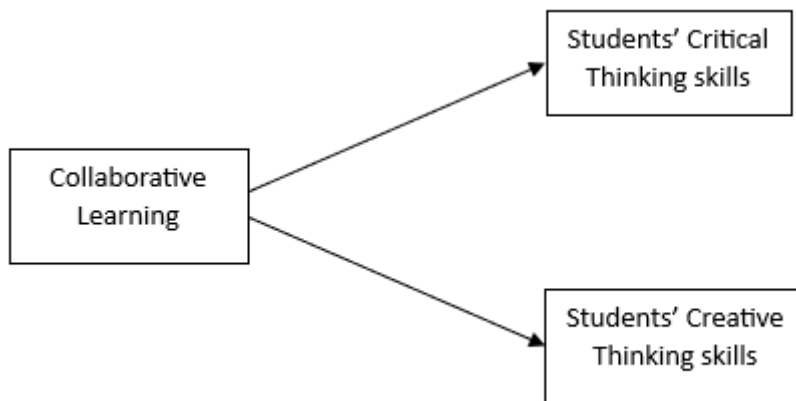 Students’ Critical
Thinking skills
Collaborative
Learning
Students’ Creative
Thinking skills